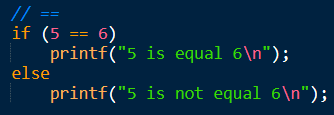 // ==
if (5 == 6)
    printf("5 is equal 6\n");
else
    printf("5 is not equal 6\n");